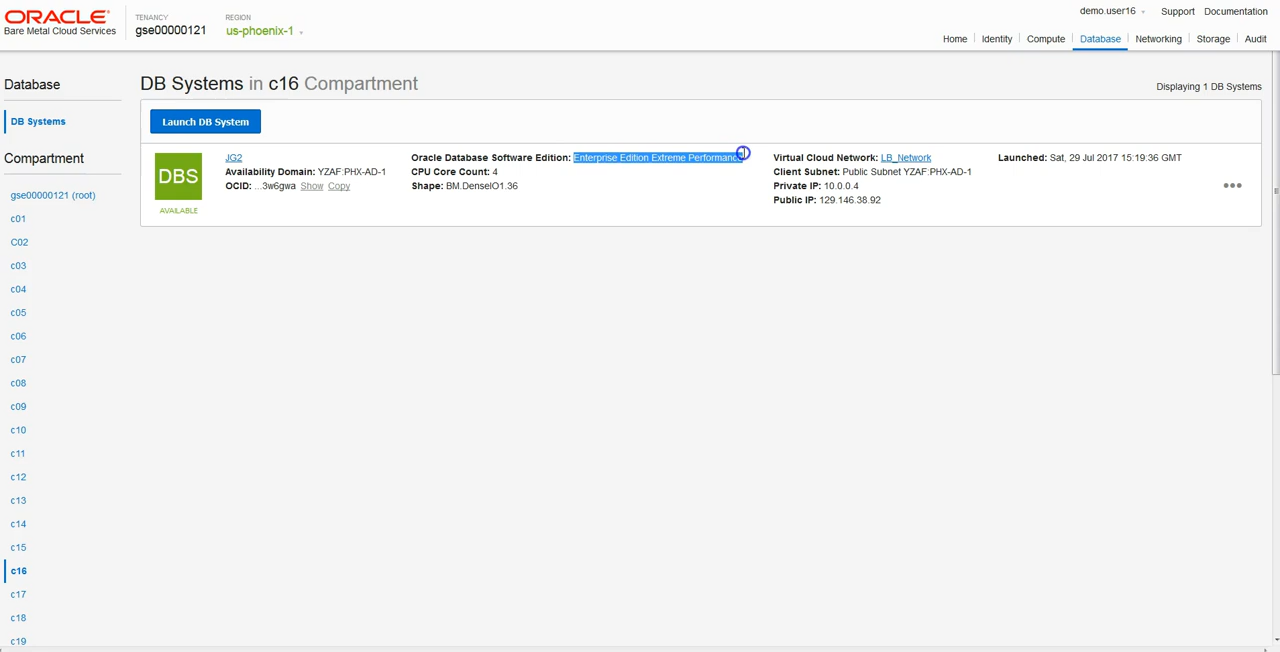 ORACLE
Bare Metal Cloud Services
TENANCY
gse00000121
REGION
us-phoenix-1
demo.user16 Support Documentation
Home Identity Compute Database Networking Storage Audit
Database
DB Systems
Compartment
gse00000121 (root)
c01
C02
c03
c04
c05
c06
c07
c08
c09
c10
c11
c12
c13
c14
c15
c16
c17
c18
c19
DB Systems in c16 Compartment
Displaying 1 DB Systems
Launch DB System
DBS
AVAILABLE
JG2
Availability Domain: YZAF:PHX-AD-1
OCID: ...3w6gwa Show Copy
Oracle Database Software Edition: Enterprise Edition Extreme Performance
CPU Core Count: 4
Shape: BM.DenseIO1.36
Virtual Cloud Network: LB_Network
Client Subnet: Public Subnet YZAF:PHX-AD-1
Private IP: 10.0.0.4
Public IP: 129.146.38.92
Launched: Sat, 29 Jul 2017 15:19:36 GMT